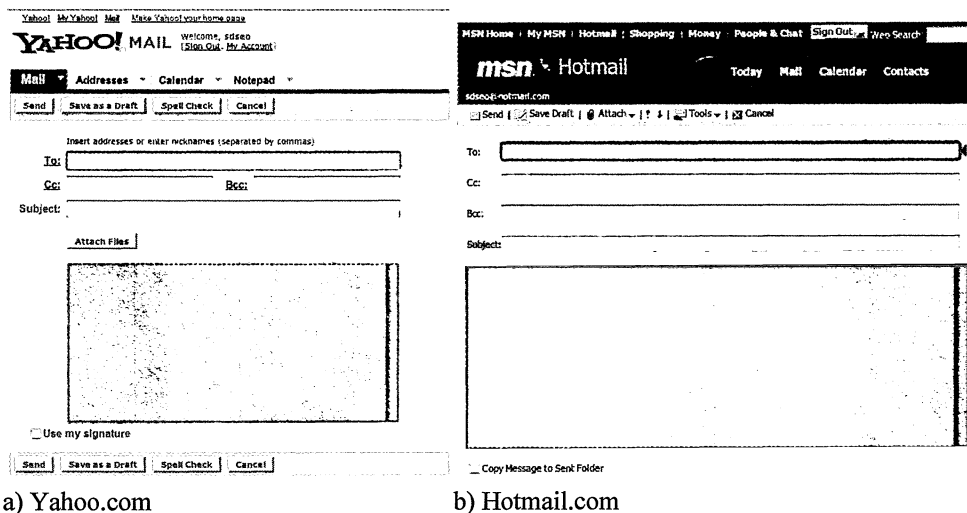 Yahoo! My Yahoo! Mail Make Yahoo! your home page
YAHOO! MAIL Welcome, sdseo
[Sign Out, My Account]
Mail Addresses Calendar Notepad
Send Save as a Draft Spell Check Cancel
Insert addresses or enter nicknames (separated by commas)
To:
Cc: Bcc:
Subject:
Attach Files
Use my signature
Send Save as a Draft Spell Check Cancel
a) Yahoo.com
MSN Home | My MSN | Hotmail | Shopping | Money | People & Chat Sign Out Web Search:
msn Hotmail Today Mail Calendar Contacts
sdseo@hotmail.com
Send | Save Draft | Attach | ! ↓ | Tools | Cancel
To:
Cc:
Bcc:
Subject:
Copy Message to Sent Folder
b) Hotmail.com